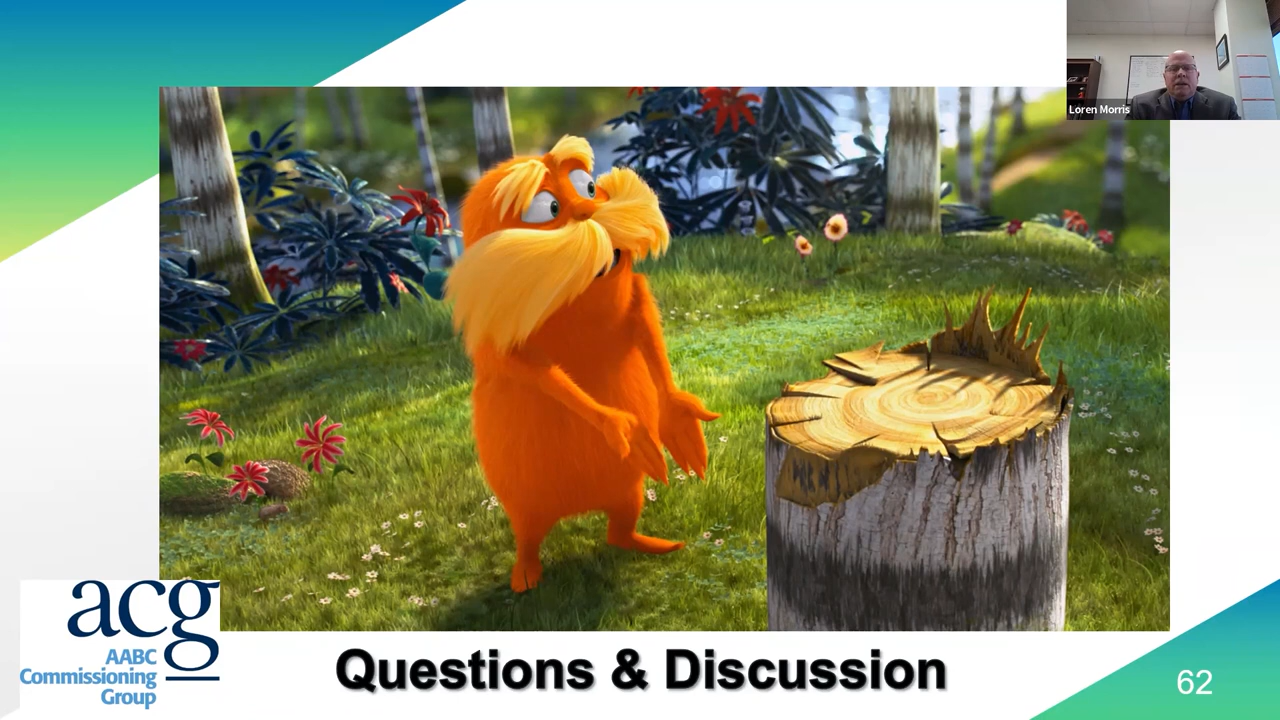 Loren Morris
acg
AABC
Commissioning
Group
Questions & Discussion
62